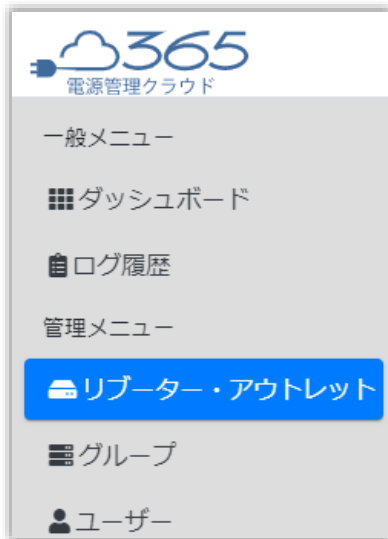 365
電源管理クラウド
一般メニュー
ダッシュボード
ログ履歴
管理メニュー
リブーター・アウトレット
グループ
ユーザー